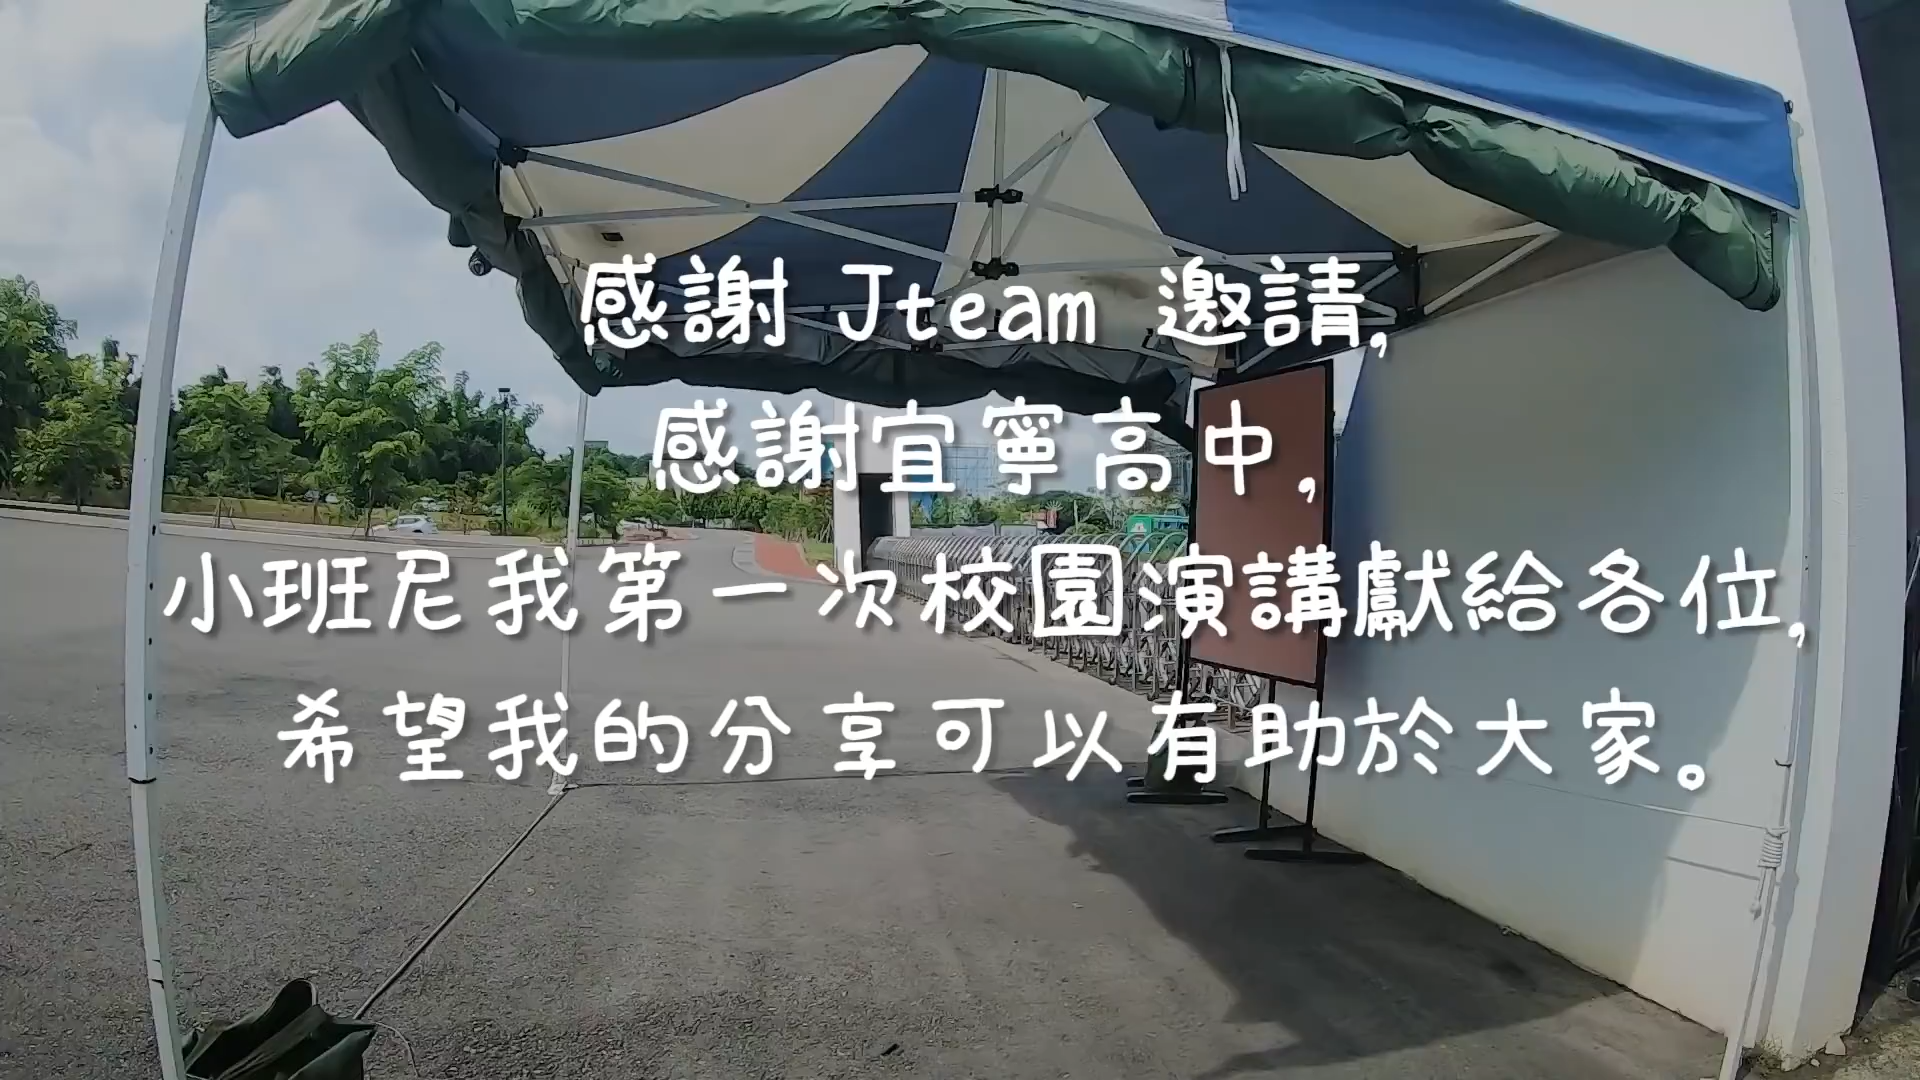 感謝 Jteam 邀請,
感謝宜寧高中,
小班尼我第一次校園演講獻給各位,
希望我的分享可以有助於大家。